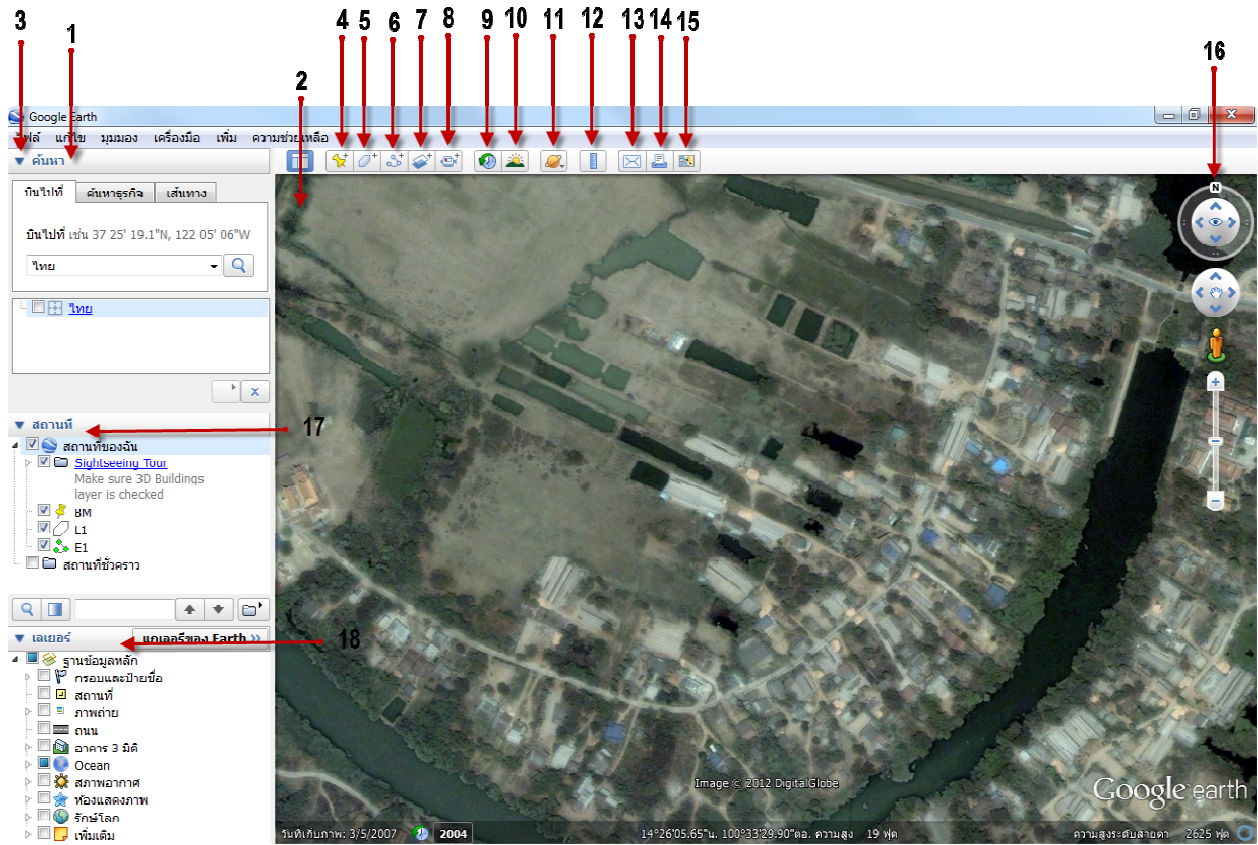 3
1
2
4
5
6
7
8
9
10
11
12
13
14
15
16
Google Earth
ไฟล์ แก้ไข มุมมอง เครื่องมือ เพิ่ม ความช่วยเหลือ
ค้นหา
บินไปที่ ค้นหาธุรกิจ เส้นทาง
บินไปที่ เช่น 37 25' 19.1"N, 122 05' 06"W
ไทย
ไทย
N
สถานที่
17
สถานที่ของฉัน
Sightseeing Tour
Make sure 3D Buildings
layer is checked
BM
L1
E1
สถานที่ชั่วคราว
เลเยอร์
แกเลอรีของ Earth >>
18
ฐานข้อมูลหลัก
กรอบและป้ายชื่อ
สถานที่
ภาพถ่าย
ถนน
อาคาร 3 มิติ
Ocean
สภาพอากาศ
ห้องแสดงภาพ
รักษ์โลก
เพิ่มเติม
Image © 2012 DigitalGlobe
Google earth
วันที่เก็บภาพ: 3/5/2007 2004 14°26'05.65"น. 100°33'29.90"ตอ. ความสูง 19 ฟุต ความสูงระดับสายตา 2625 ฟุต